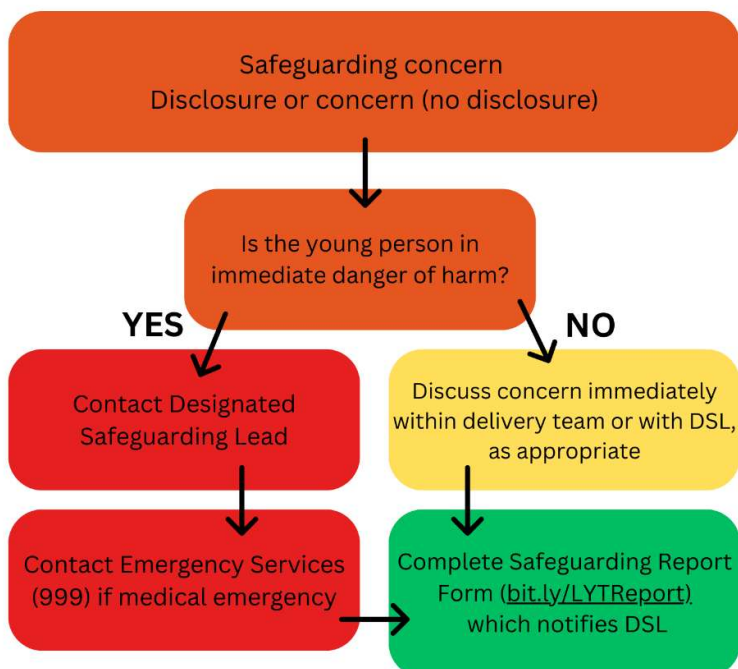 Safeguarding concern
Disclosure or concern (no disclosure)
Is the young person in
immediate danger of harm?
YES
NO
Contact Designated
Safeguarding Lead
Discuss concern immediately
within delivery team or with DSL,
as appropriate
Contact Emergency Services
(999) if medical emergency
Complete Safeguarding Report
Form (bit.ly/LYTReport)
which notifies DSL